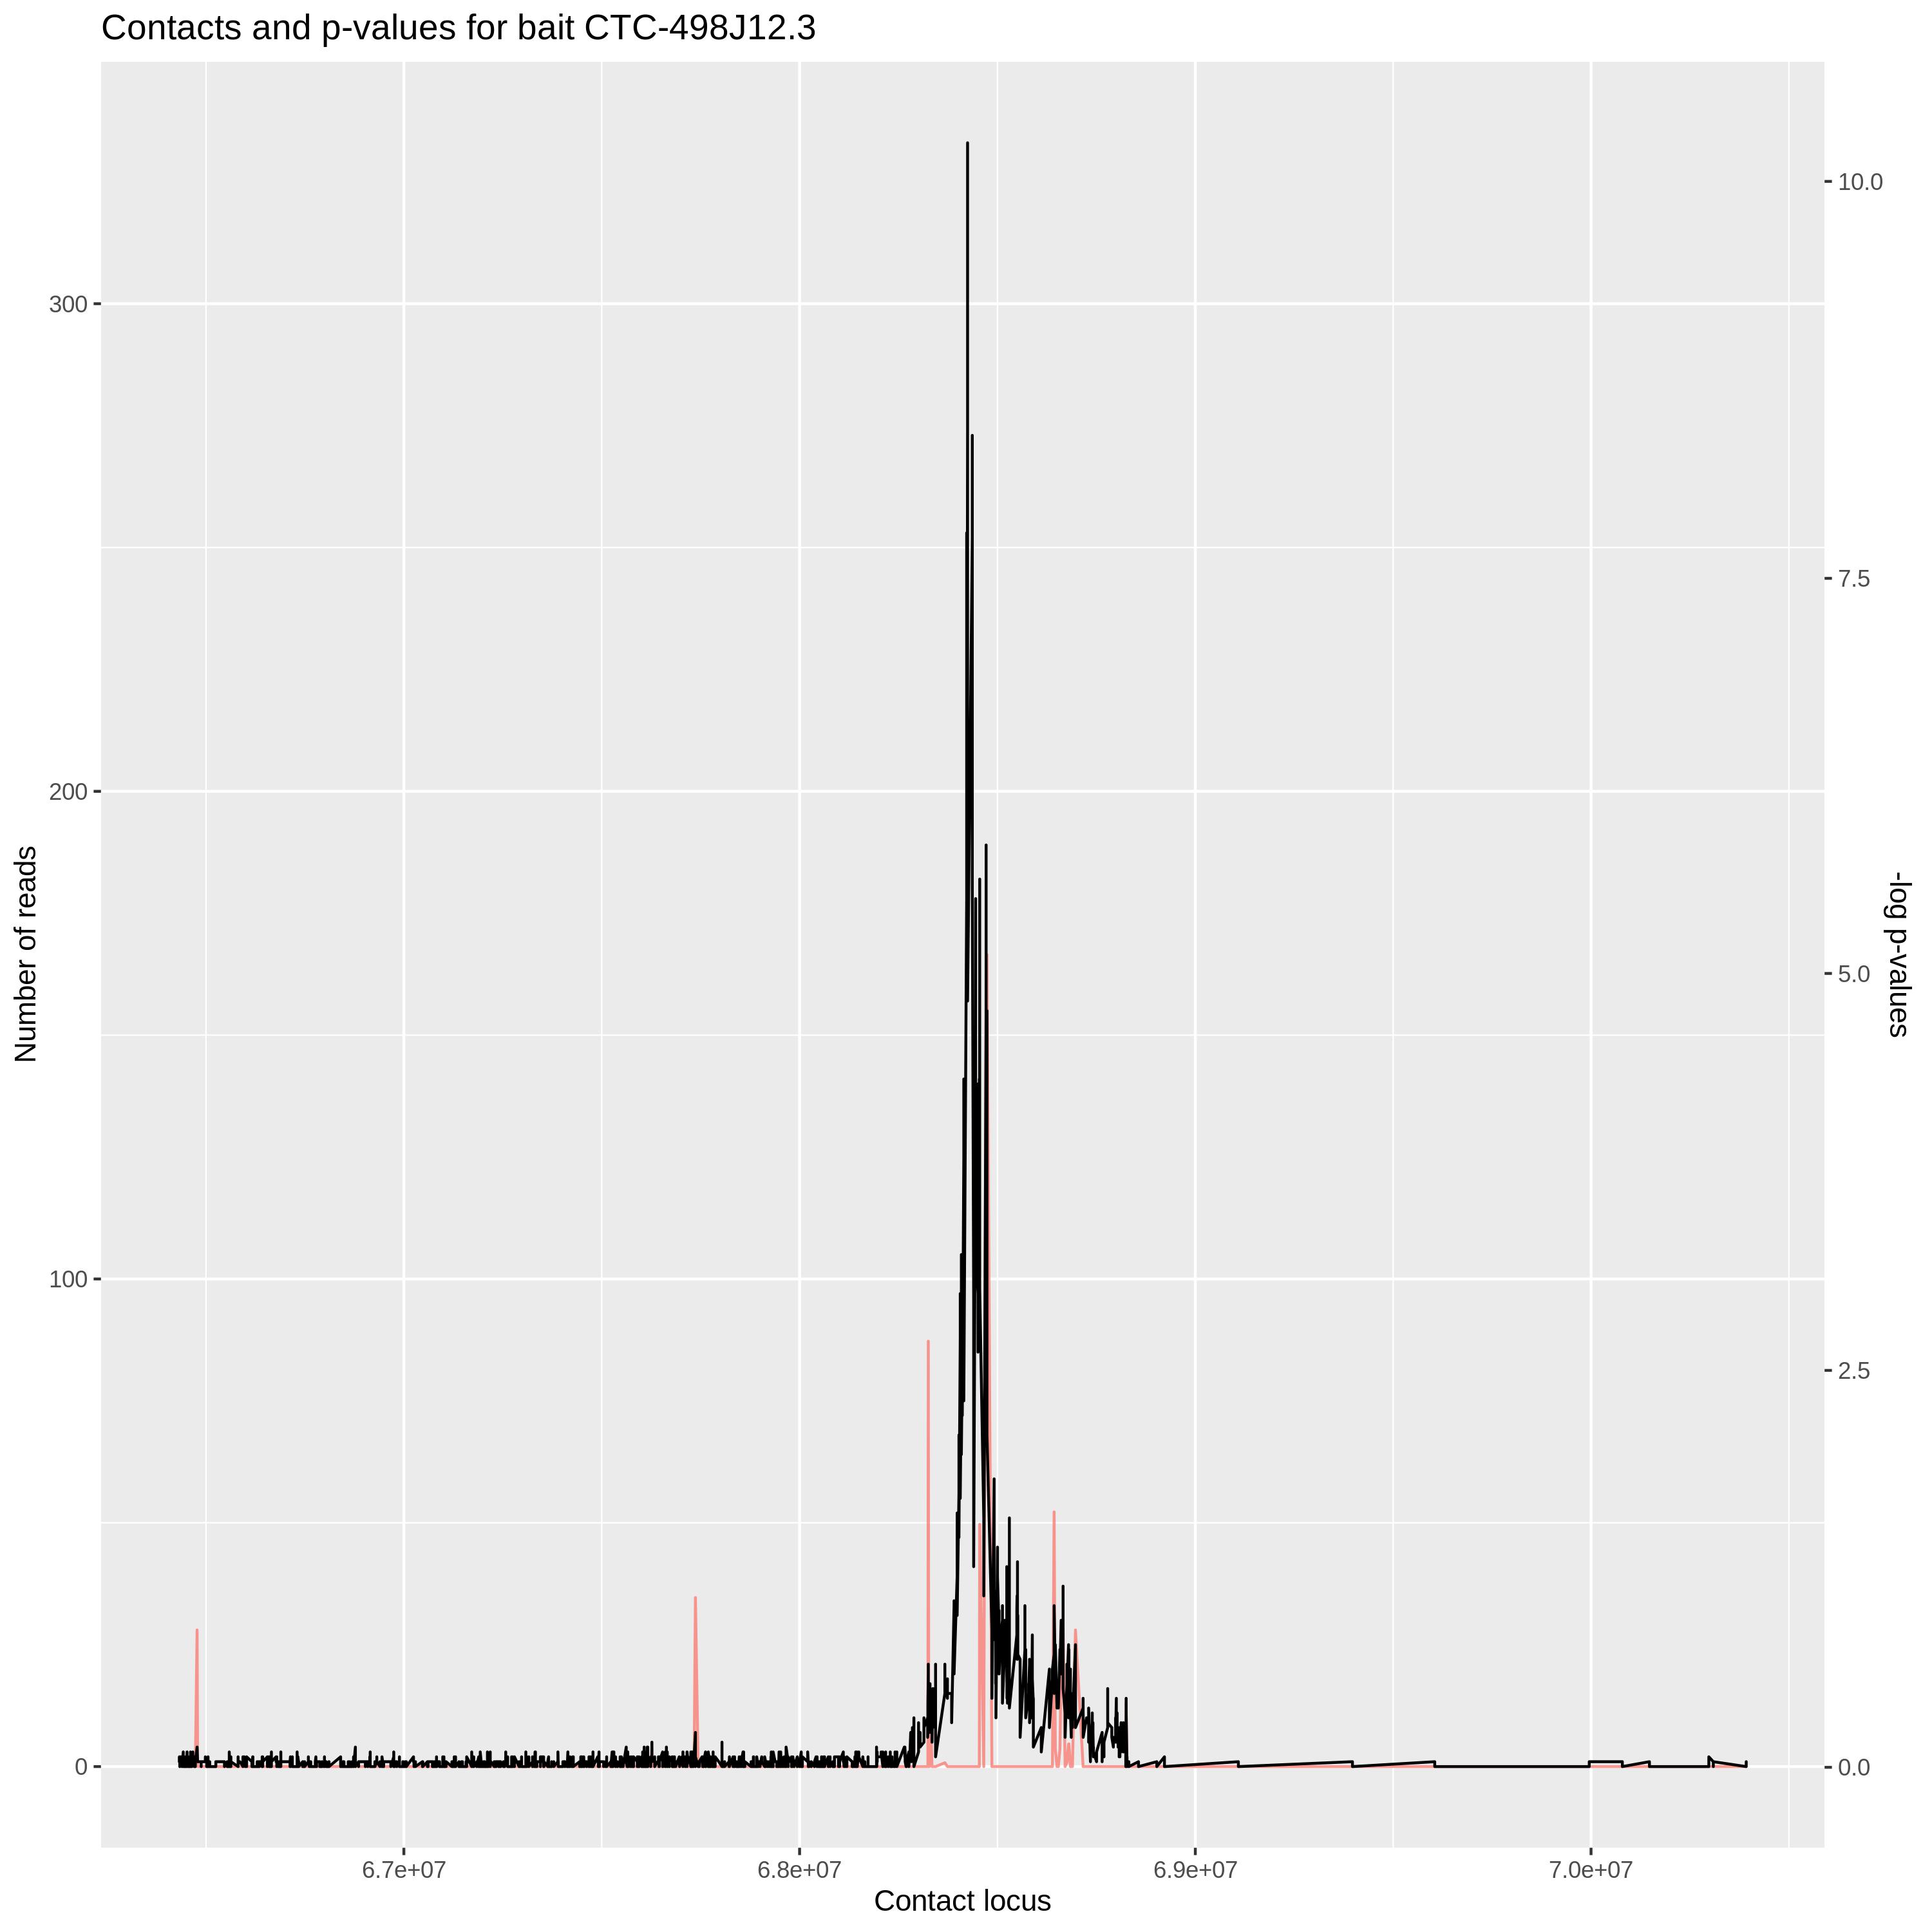 Contacts and p-values for bait CTC-498J12.3
Number of reads
300
200
100
0
10.0
7.5
5.0
2.5
0.0
-log p-values
6.7e+07 6.8e+07 6.9e+07 7.0e+07
Contact locus